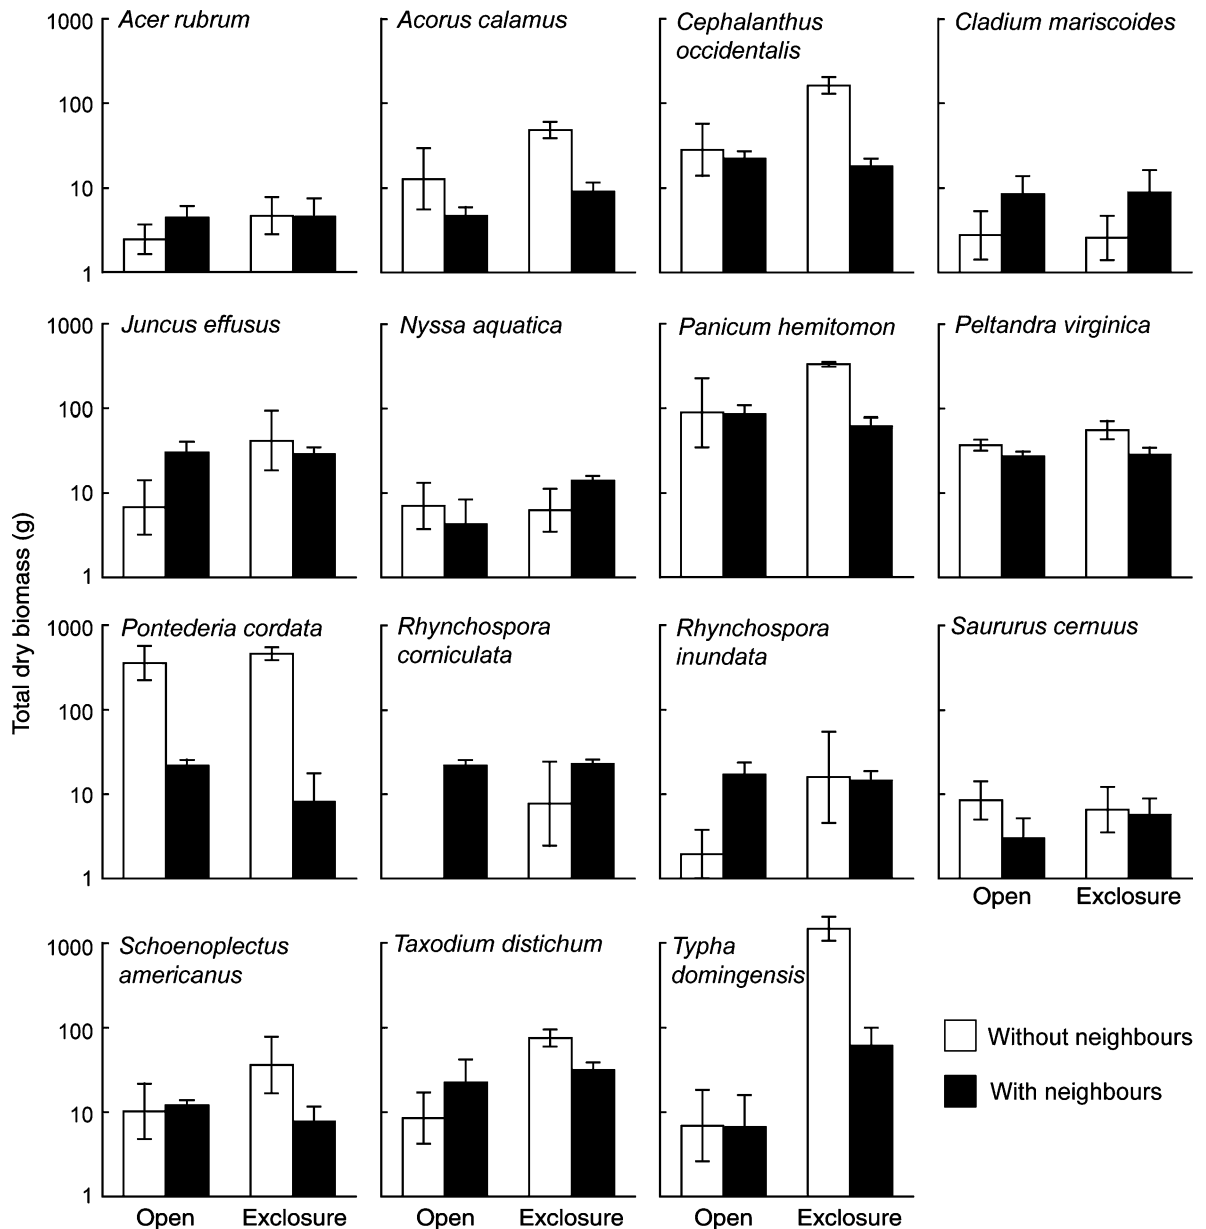 Total dry biomass (g)
1000
100
10
1
Acer rubrum
Acorus calamus
Cephalanthus
occidentalis
Cladium mariscoides
1000
100
10
1
Juncus effusus
Nyssa aquatica
Panicum hemitomon
Peltandra virginica
1000
100
10
1
Pontederia cordata
Rhynchospora
corniculata
Rhynchospora
inundata
Saururus cernuus
Open
Exclosure
1000
100
10
1
Schoenoplectus
americanus
Open
Exclosure
Taxodium distichum
Open
Exclosure
Typha
domingensis
Open
Exclosure
Without neighbours
With neighbours